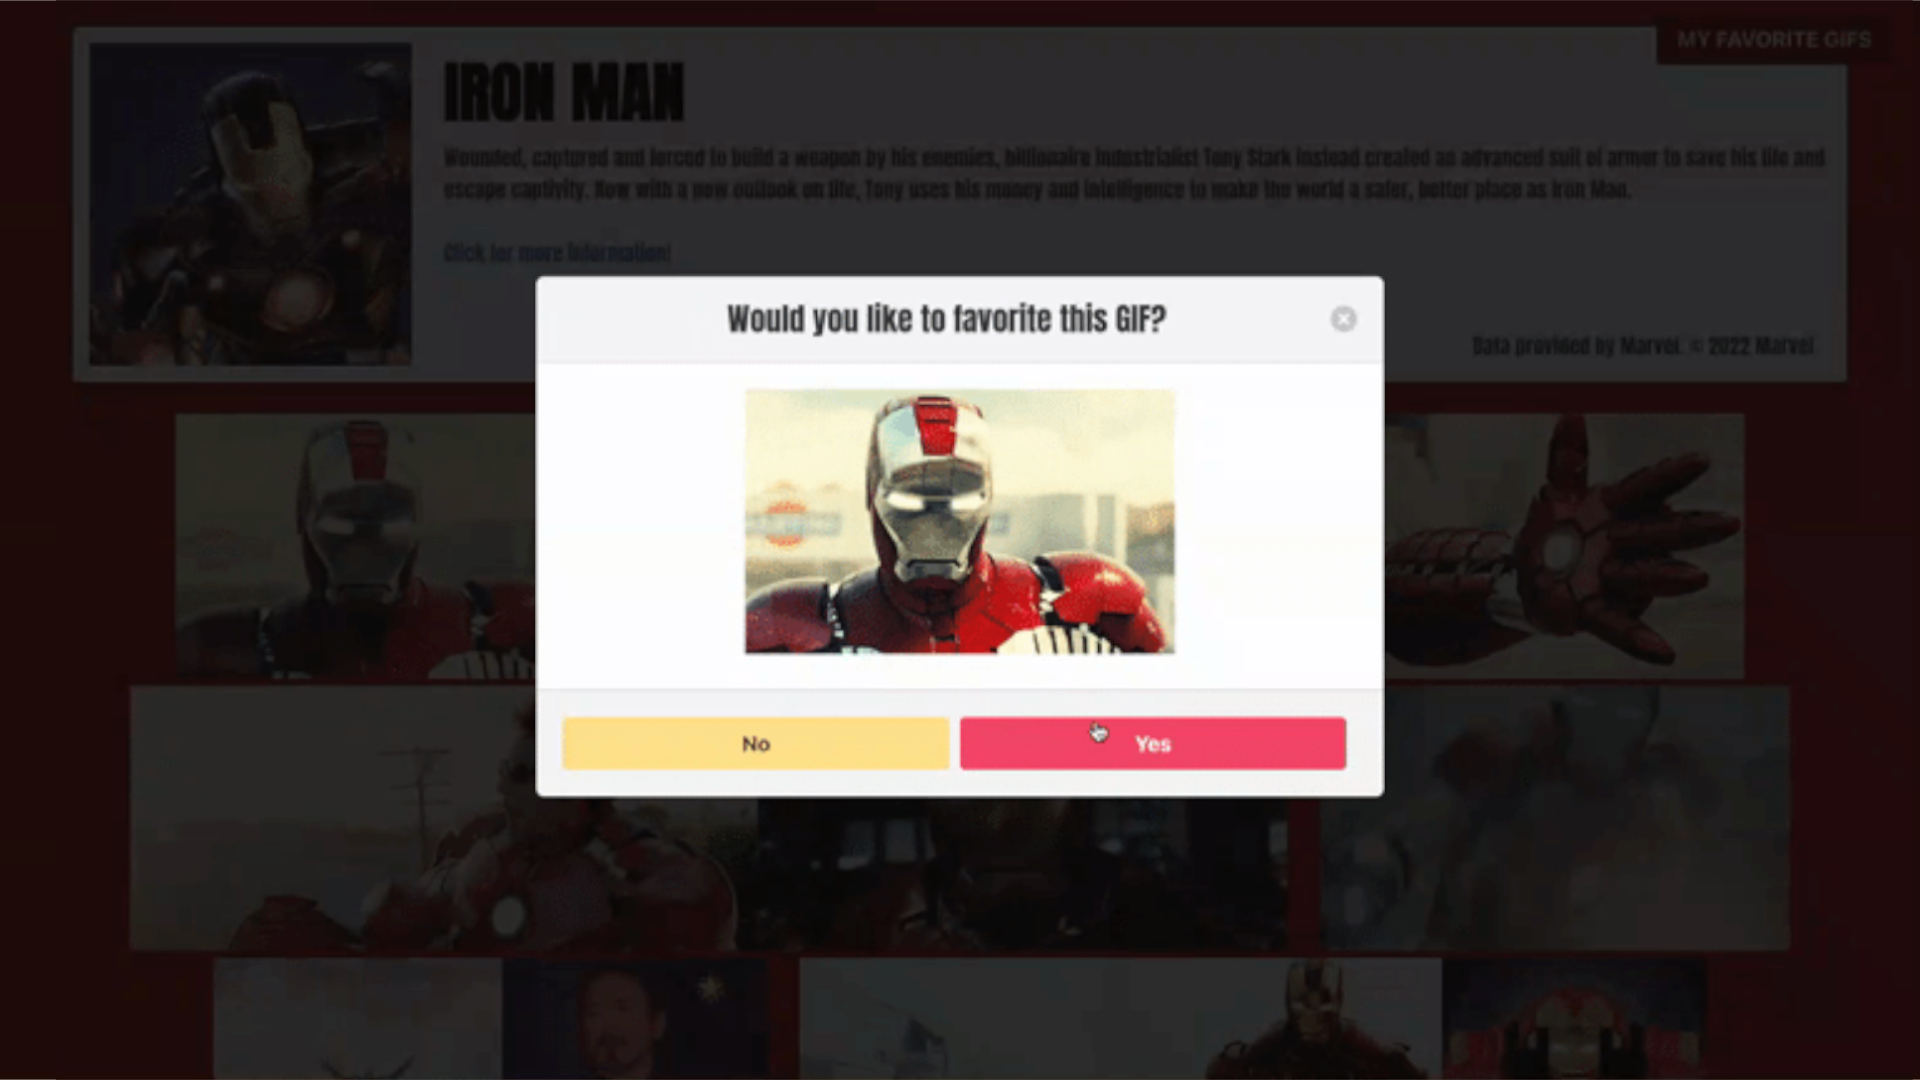 MY FAVORITE GIFS
IRON MAN
Wounded, captured and forced to build a weapon by his enemies, billionaire industrialist Tony Stark instead created an advanced suit of armor to save his life and
escape captivity. Now with a new outlook on life, Tony uses his money and intelligence to make the world a safer, better place as Iron Man.
Click for more information!
Data provided by Marvel. © 2022 Marvel
Would you like to favorite this GIF?
No
Yes